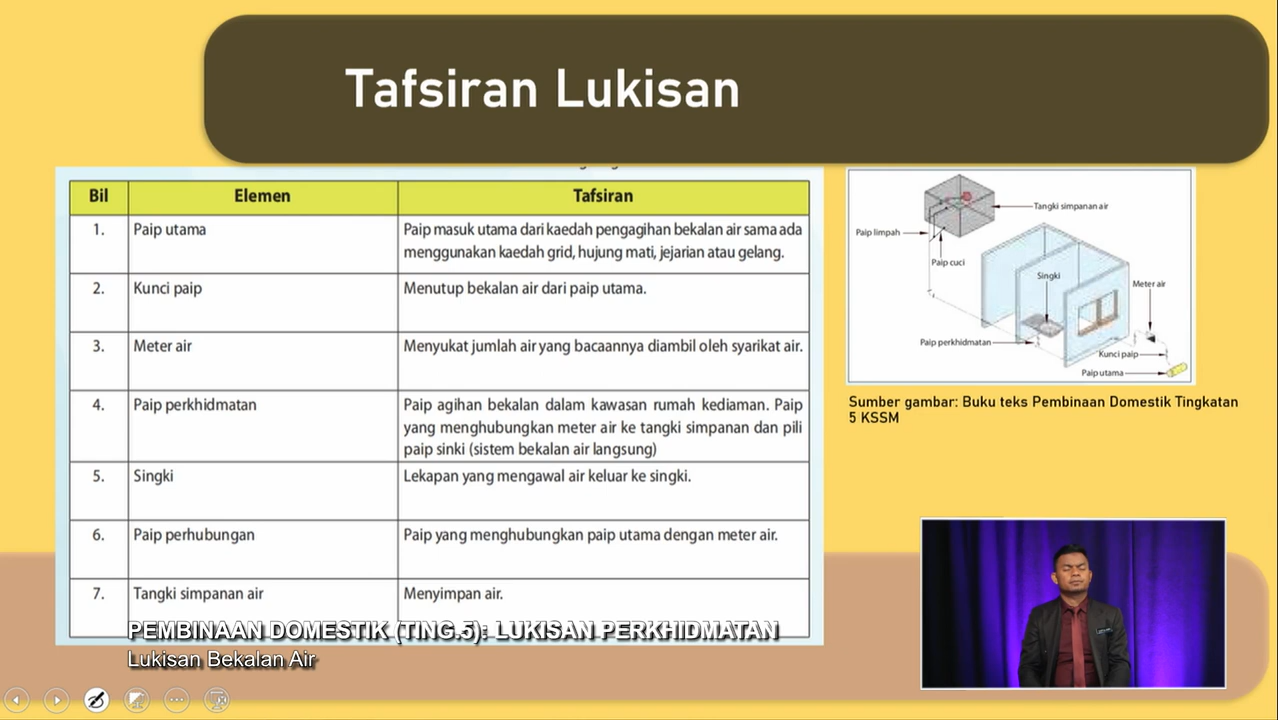 Tafsiran Lukisan
Bil Elemen Tafsiran
1. Paip utama Paip masuk utama dari kaedah pengagihan bekalan air sama ada
menggunakan kaedah grid, hujung mati, jejarian atau gelang.
2. Kunci paip Menutup bekalan air dari paip utama.
3. Meter air Menyukat jumlah air yang bacaannya diambil oleh syarikat air.
4. Paip perkhidmatan Paip agihan bekalan dalam kawasan rumah kediaman. Paip
yang menghubungkan meter air ke tangki simpanan dan pili
paip sinki (sistem bekalan air langsung)
5. Singki Lekapan yang mengawal air keluar ke singki.
6. Paip perhubungan Paip yang menghubungkan paip utama dengan meter air.
7. Tangki simpanan air Menyimpan air.
Tangki simpanan air
Paip limpah
Paip cuci
Singki
Meter air
Paip perkhidmatan
Kunci paip
Paip utama
Sumber gambar: Buku teks Pembinaan Domestik Tingkatan
5 KSSM
PEMBINAAN DOMESTIK (TING.5): LUKISAN PERKHIDMATAN
Lukisan Bekalan Air